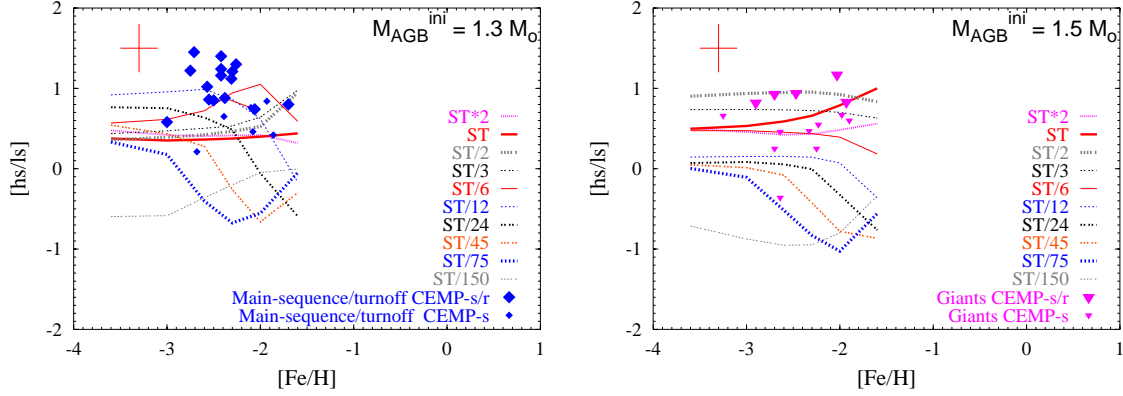 M_AGB^ini = 1.3 M_o
[hs/ls]
2
1
0
-1
-2
ST*2
ST
ST/2
ST/3
ST/6
ST/12
ST/24
ST/45
ST/75
ST/150
Main-sequence/turnoff CEMP-s/r
Main-sequence/turnoff CEMP-s
-4 -3 -2 -1 0 1
[Fe/H]
M_AGB^ini = 1.5 M_o
[hs/ls]
2
1
0
-1
-2
ST*2
ST
ST/2
ST/3
ST/6
ST/12
ST/24
ST/45
ST/75
ST/150
Giants CEMP-s/r
Giants CEMP-s
-4 -3 -2 -1 0 1
[Fe/H]